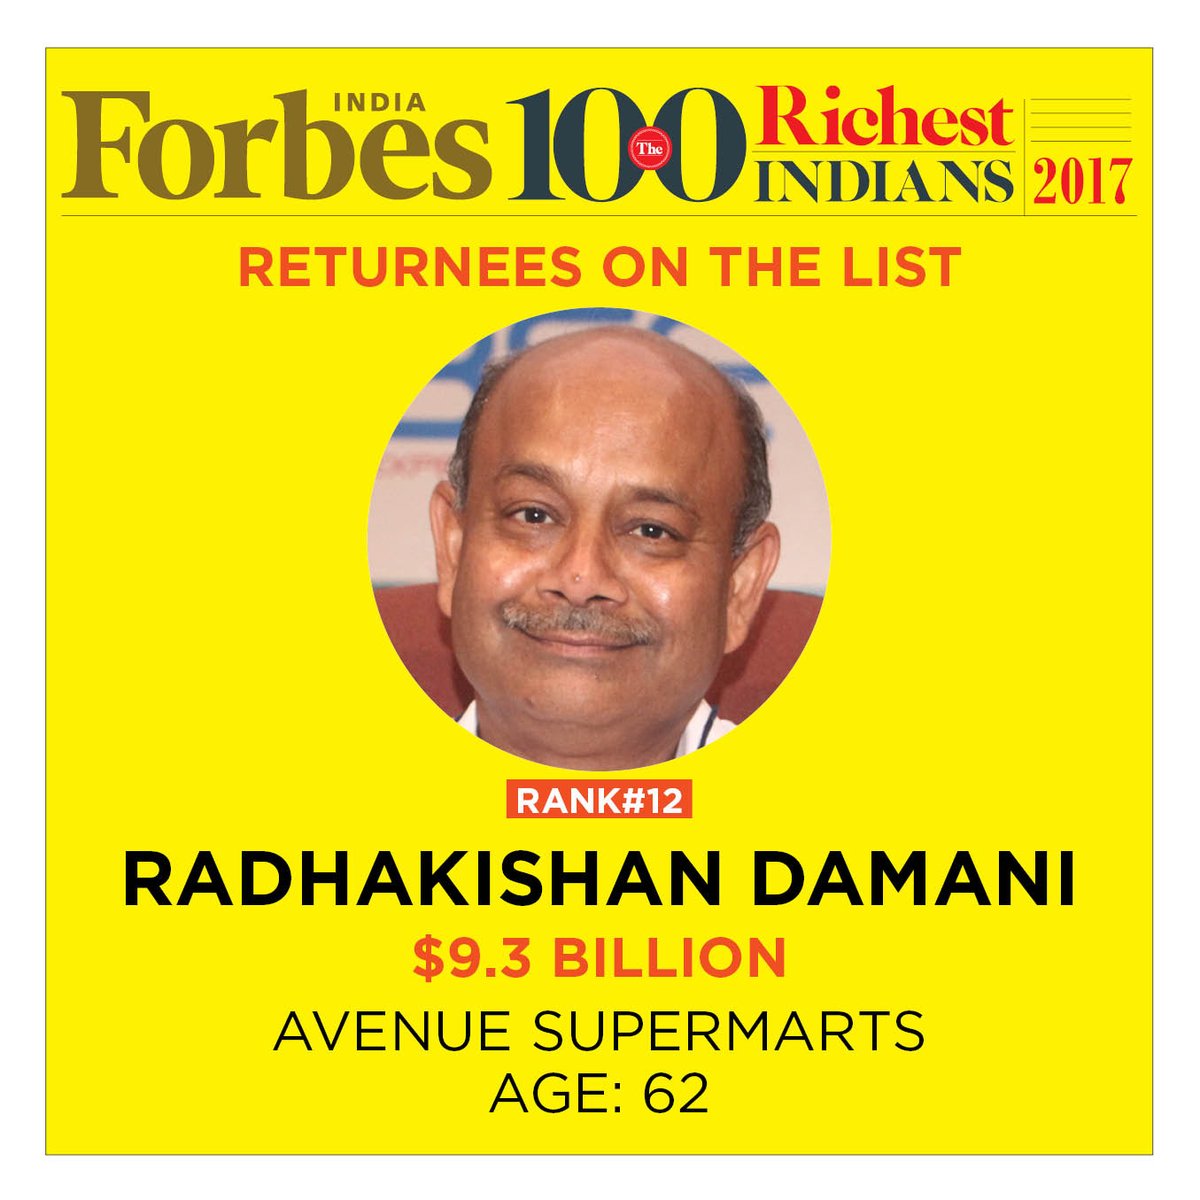 Forbes INDIA The 100 Richest INDIANS 2017
RETURNEES ON THE LIST
RANK#12
RADHAKISHAN DAMANI
$9.3 BILLION
AVENUE SUPERMARTS
AGE: 62